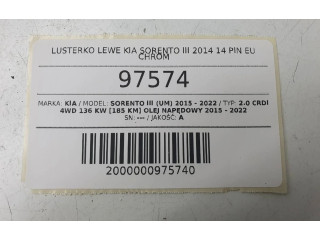 LUSTERKO LEWE KIA SORENTO III 2014 14 PIN EU
CHROM
97574
MARKA: KIA / MODEL: SORENTO III (UM) 2015 - 2022 / TYP: 2.0 CRDI
4WD 136 KW [185 KM] OLEJ NAPĘDOWY 2015 - 2022
SN: --- / JAKOŚĆ: A
2000000975740